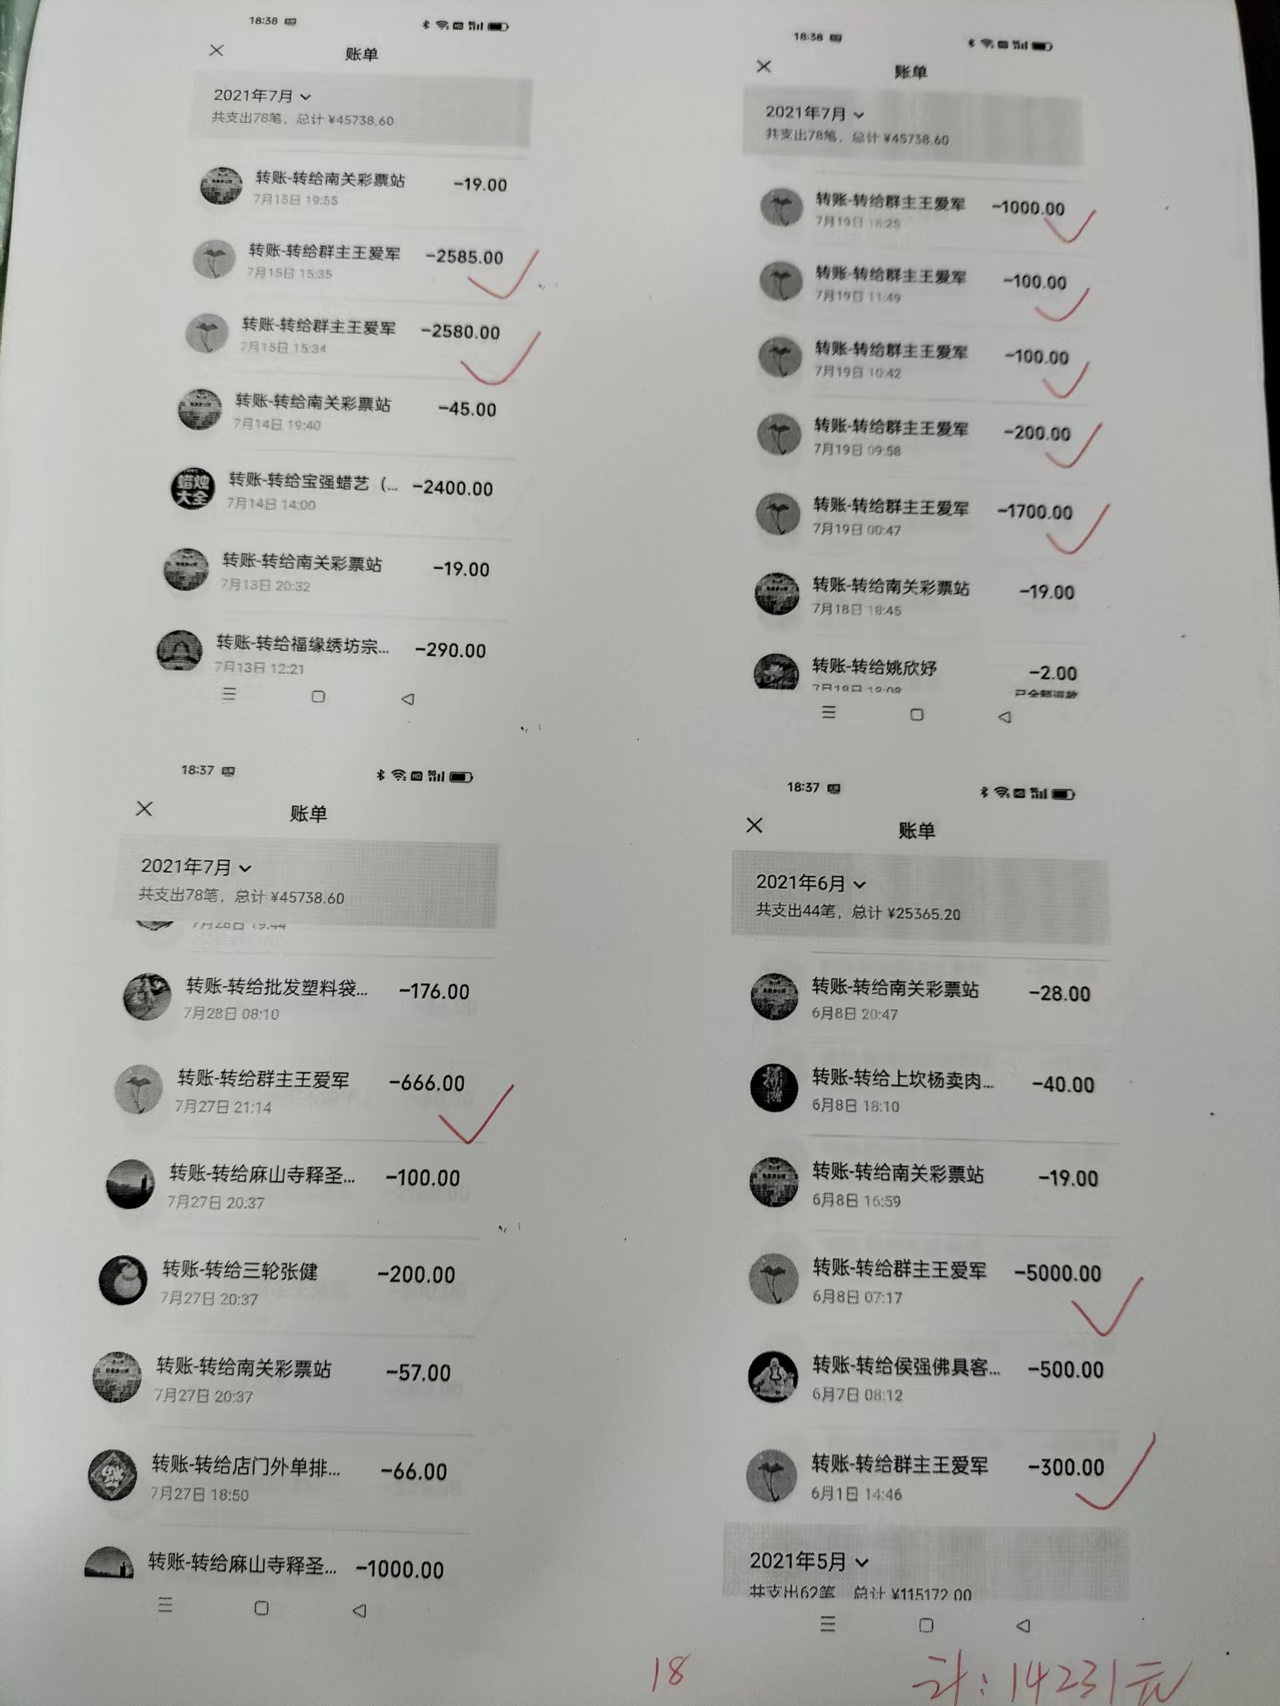 18:38
账单
2021年7月
共支出78笔，总计 ¥45738.60
转账-转给南关彩票站 -19.00
7月15日 19:55
转账-转给群主王爱军 -2585.00
7月15日 15:35
转账-转给群主王爱军 -2580.00
7月15日 15:34
转账-转给南关彩票站 -45.00
7月14日 19:40
蜡烛大全
转账-转给宝强蜡艺（... -2400.00
7月14日 14:00
转账-转给南关彩票站 -19.00
7月13日 20:32
转账-转给福缘绣坊宗... -290.00
7月13日 12:21
18:38
账单
2021年7月
共支出78笔，总计 ¥45738.60
转账-转给群主王爱军 -1000.00
7月19日 18:25
转账-转给群主王爱军 -100.00
7月19日 11:49
转账-转给群主王爱军 -100.00
7月19日 10:42
转账-转给群主王爱军 -200.00
7月19日 09:58
转账-转给群主王爱军 -1700.00
7月19日 00:47
转账-转给南关彩票站 -19.00
7月18日 18:45
转账-转给姚欣妤 -2.00
7月18日 18:08 已全额退款
18:37
账单
2021年7月
共支出78笔，总计 ¥45738.60
7月28日 19:44
转账-转给批发塑料袋... -176.00
7月28日 08:10
转账-转给群主王爱军 -666.00
7月27日 21:14
转账-转给麻山寺释圣... -100.00
7月27日 20:37
转账-转给三轮张健 -200.00
7月27日 20:37
转账-转给南关彩票站 -57.00
7月27日 20:37
转账-转给店门外单排... -66.00
7月27日 18:50
转账-转给麻山寺释圣... -1000.00
18:37
账单
2021年6月
共支出44笔，总计 ¥25365.20
转账-转给南关彩票站 -28.00
6月8日 20:47
转账-转给上坎杨卖肉... -40.00
6月8日 18:10
转账-转给南关彩票站 -19.00
6月8日 16:59
转账-转给群主王爱军 -5000.00
6月8日 07:17
转账-转给侯强佛具客... -500.00
6月7日 08:12
转账-转给群主王爱军 -300.00
6月1日 14:46
2021年5月
共支出62笔，总计 ¥115172.00
18
计：14231元